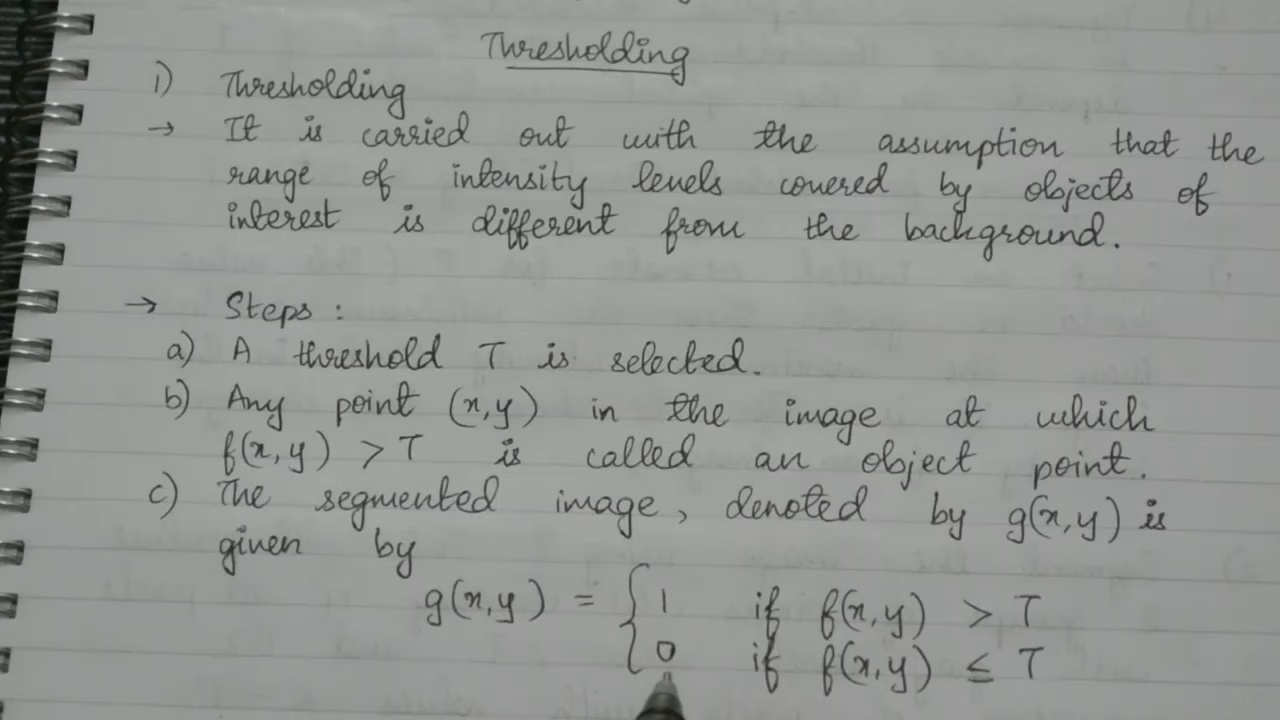 Thresholding
1) Thresholding
→ It is carried out with the assumption that the
range of intensity levels covered by objects of
interest is different from the background.
→ Steps :
a) A threshold T is selected.
b) Any point (x,y) in the image at which
f(x,y) > T is called an object point.
c) The segmented image, denoted by g(x,y) is
given by
g(x,y) = { 1 if f(x,y) > T
0 if f(x,y) ≤ T